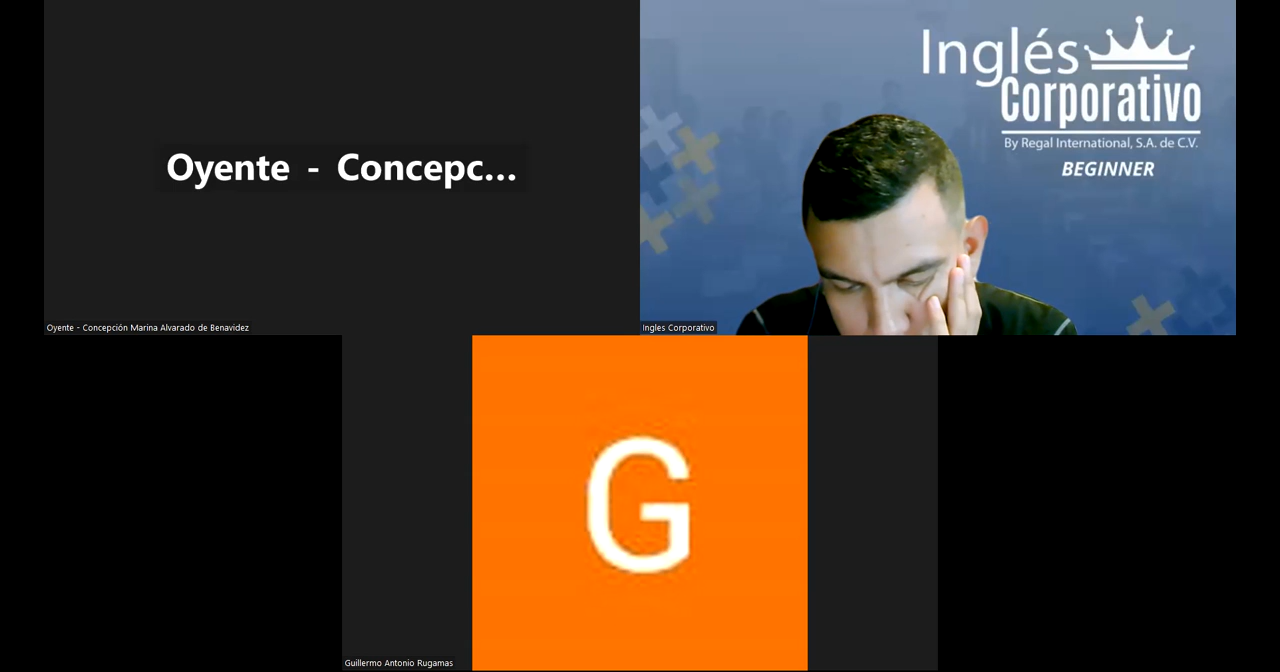 Oyente - Concepc...
Oyente - Concepción Marina Alvarado de Benavidez
Inglés
Corporativo
By Regal International, S.A. de C.V.
BEGINNER
Ingles Corporativo
G
Guillermo Antonio Rugamas